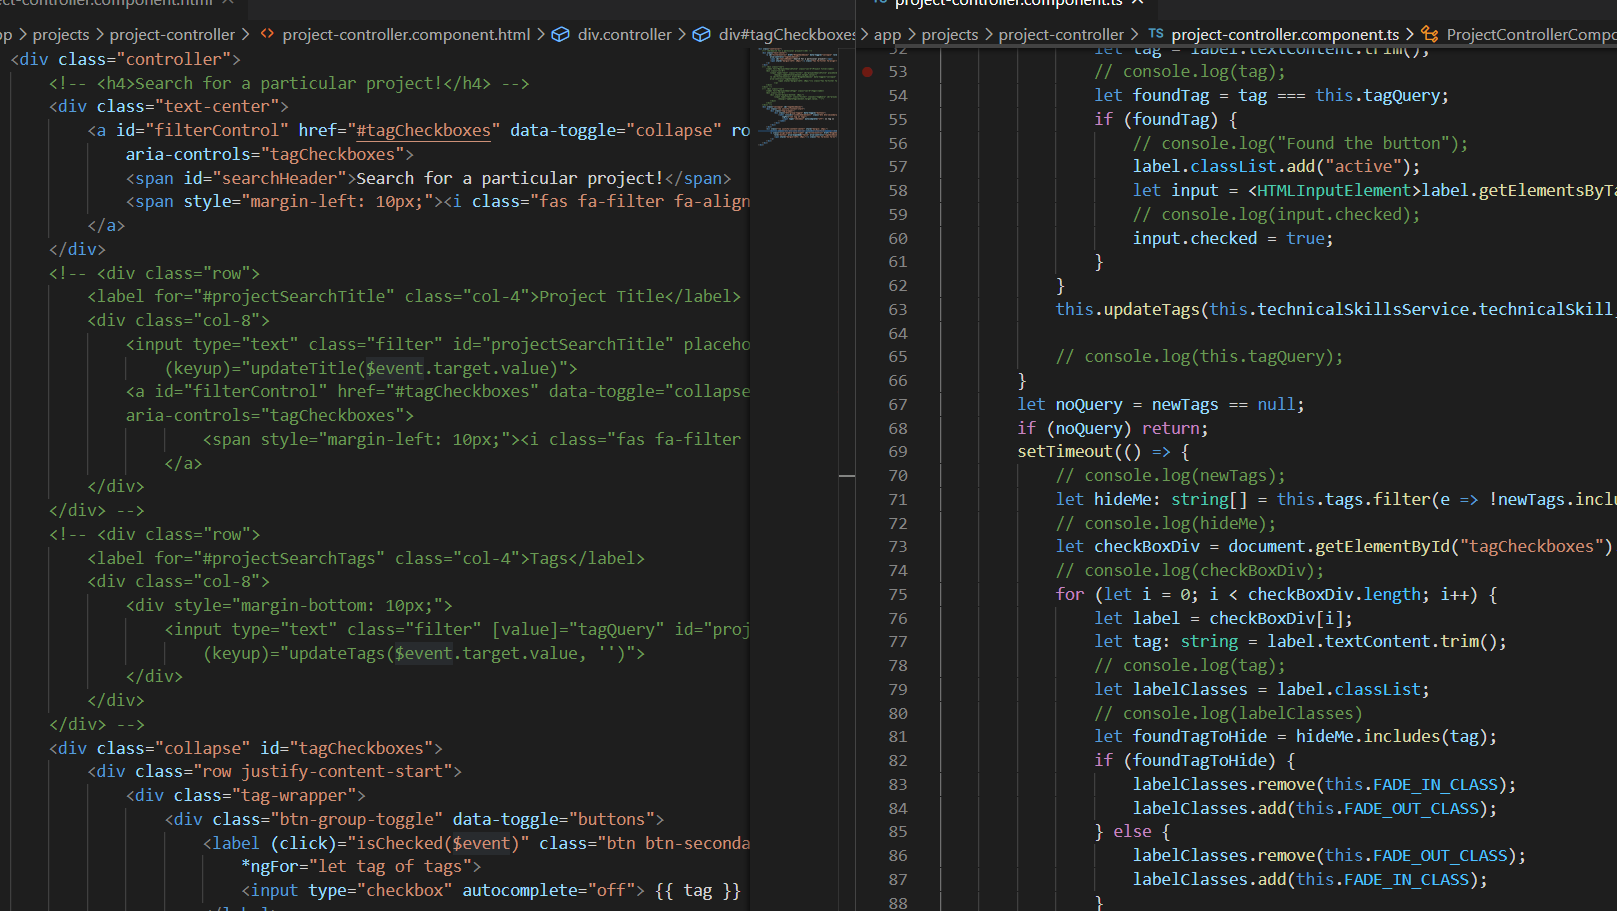 project-controller.component.html ×
pp > projects > project-controller > <> project-controller.component.html > div.controller > div#tagCheckboxes
<div class="controller">
<!-- <h4>Search for a particular project!</h4> -->
<div class="text-center">
<a id="filterControl" href="#tagCheckboxes" data-toggle="collapse" ro
aria-controls="tagCheckboxes">
<span id="searchHeader">Search for a particular project!</span>
<span style="margin-left: 10px;"><i class="fas fa-filter fa-align
</a>
</div>
<!-- <div class="row">
<label for="#projectSearchTitle" class="col-4">Project Title</label>
<div class="col-8">
<input type="text" class="filter" id="projectSearchTitle" placeho
(keyup)="updateTitle($event.target.value)">
<a id="filterControl" href="#tagCheckboxes" data-toggle="collapse
aria-controls="tagCheckboxes">
<span style="margin-left: 10px;"><i class="fas fa-filter
</a>
</div>
</div> -->
<!-- <div class="row">
<label for="#projectSearchTags" class="col-4">Tags</label>
<div class="col-8">
<div style="margin-bottom: 10px;">
<input type="text" class="filter" [value]="tagQuery" id="proj
(keyup)="updateTags($event.target.value, '')">
</div>
</div>
</div> -->
<div class="collapse" id="tagCheckboxes">
<div class="row justify-content-start">
<div class="tag-wrapper">
<div class="btn-group-toggle" data-toggle="buttons">
<label (click)="isChecked($event)" class="btn btn-seconda
*ngFor="let tag of tags">
<input type="checkbox" autocomplete="off"> {{ tag }}
</label>
TS project-controller.component.ts ×
> app > projects > project-controller > TS project-controller.component.ts > ProjectControllerCompo
52 let tag = label.textContent.trim();
53 // console.log(tag);
54 let foundTag = tag === this.tagQuery;
55 if (foundTag) {
56 // console.log("Found the button");
57 label.classList.add("active");
58 let input = <HTMLInputElement>label.getElementsByTa
59 // console.log(input.checked);
60 input.checked = true;
61 }
62 }
63 this.updateTags(this.technicalSkillsService.technicalSkill
64
65 // console.log(this.tagQuery);
66 }
67 let noQuery = newTags == null;
68 if (noQuery) return;
69 setTimeout(() => {
70 // console.log(newTags);
71 let hideMe: string[] = this.tags.filter(e => !newTags.inclu
72 // console.log(hideMe);
73 let checkBoxDiv = document.getElementById("tagCheckboxes")
74 // console.log(checkBoxDiv);
75 for (let i = 0; i < checkBoxDiv.length; i++) {
76 let label = checkBoxDiv[i];
77 let tag: string = label.textContent.trim();
78 // console.log(tag);
79 let labelClasses = label.classList;
80 // console.log(labelClasses)
81 let foundTagToHide = hideMe.includes(tag);
82 if (foundTagToHide) {
83 labelClasses.remove(this.FADE_IN_CLASS);
84 labelClasses.add(this.FADE_OUT_CLASS);
85 } else {
86 labelClasses.remove(this.FADE_OUT_CLASS);
87 labelClasses.add(this.FADE_IN_CLASS);
88 }